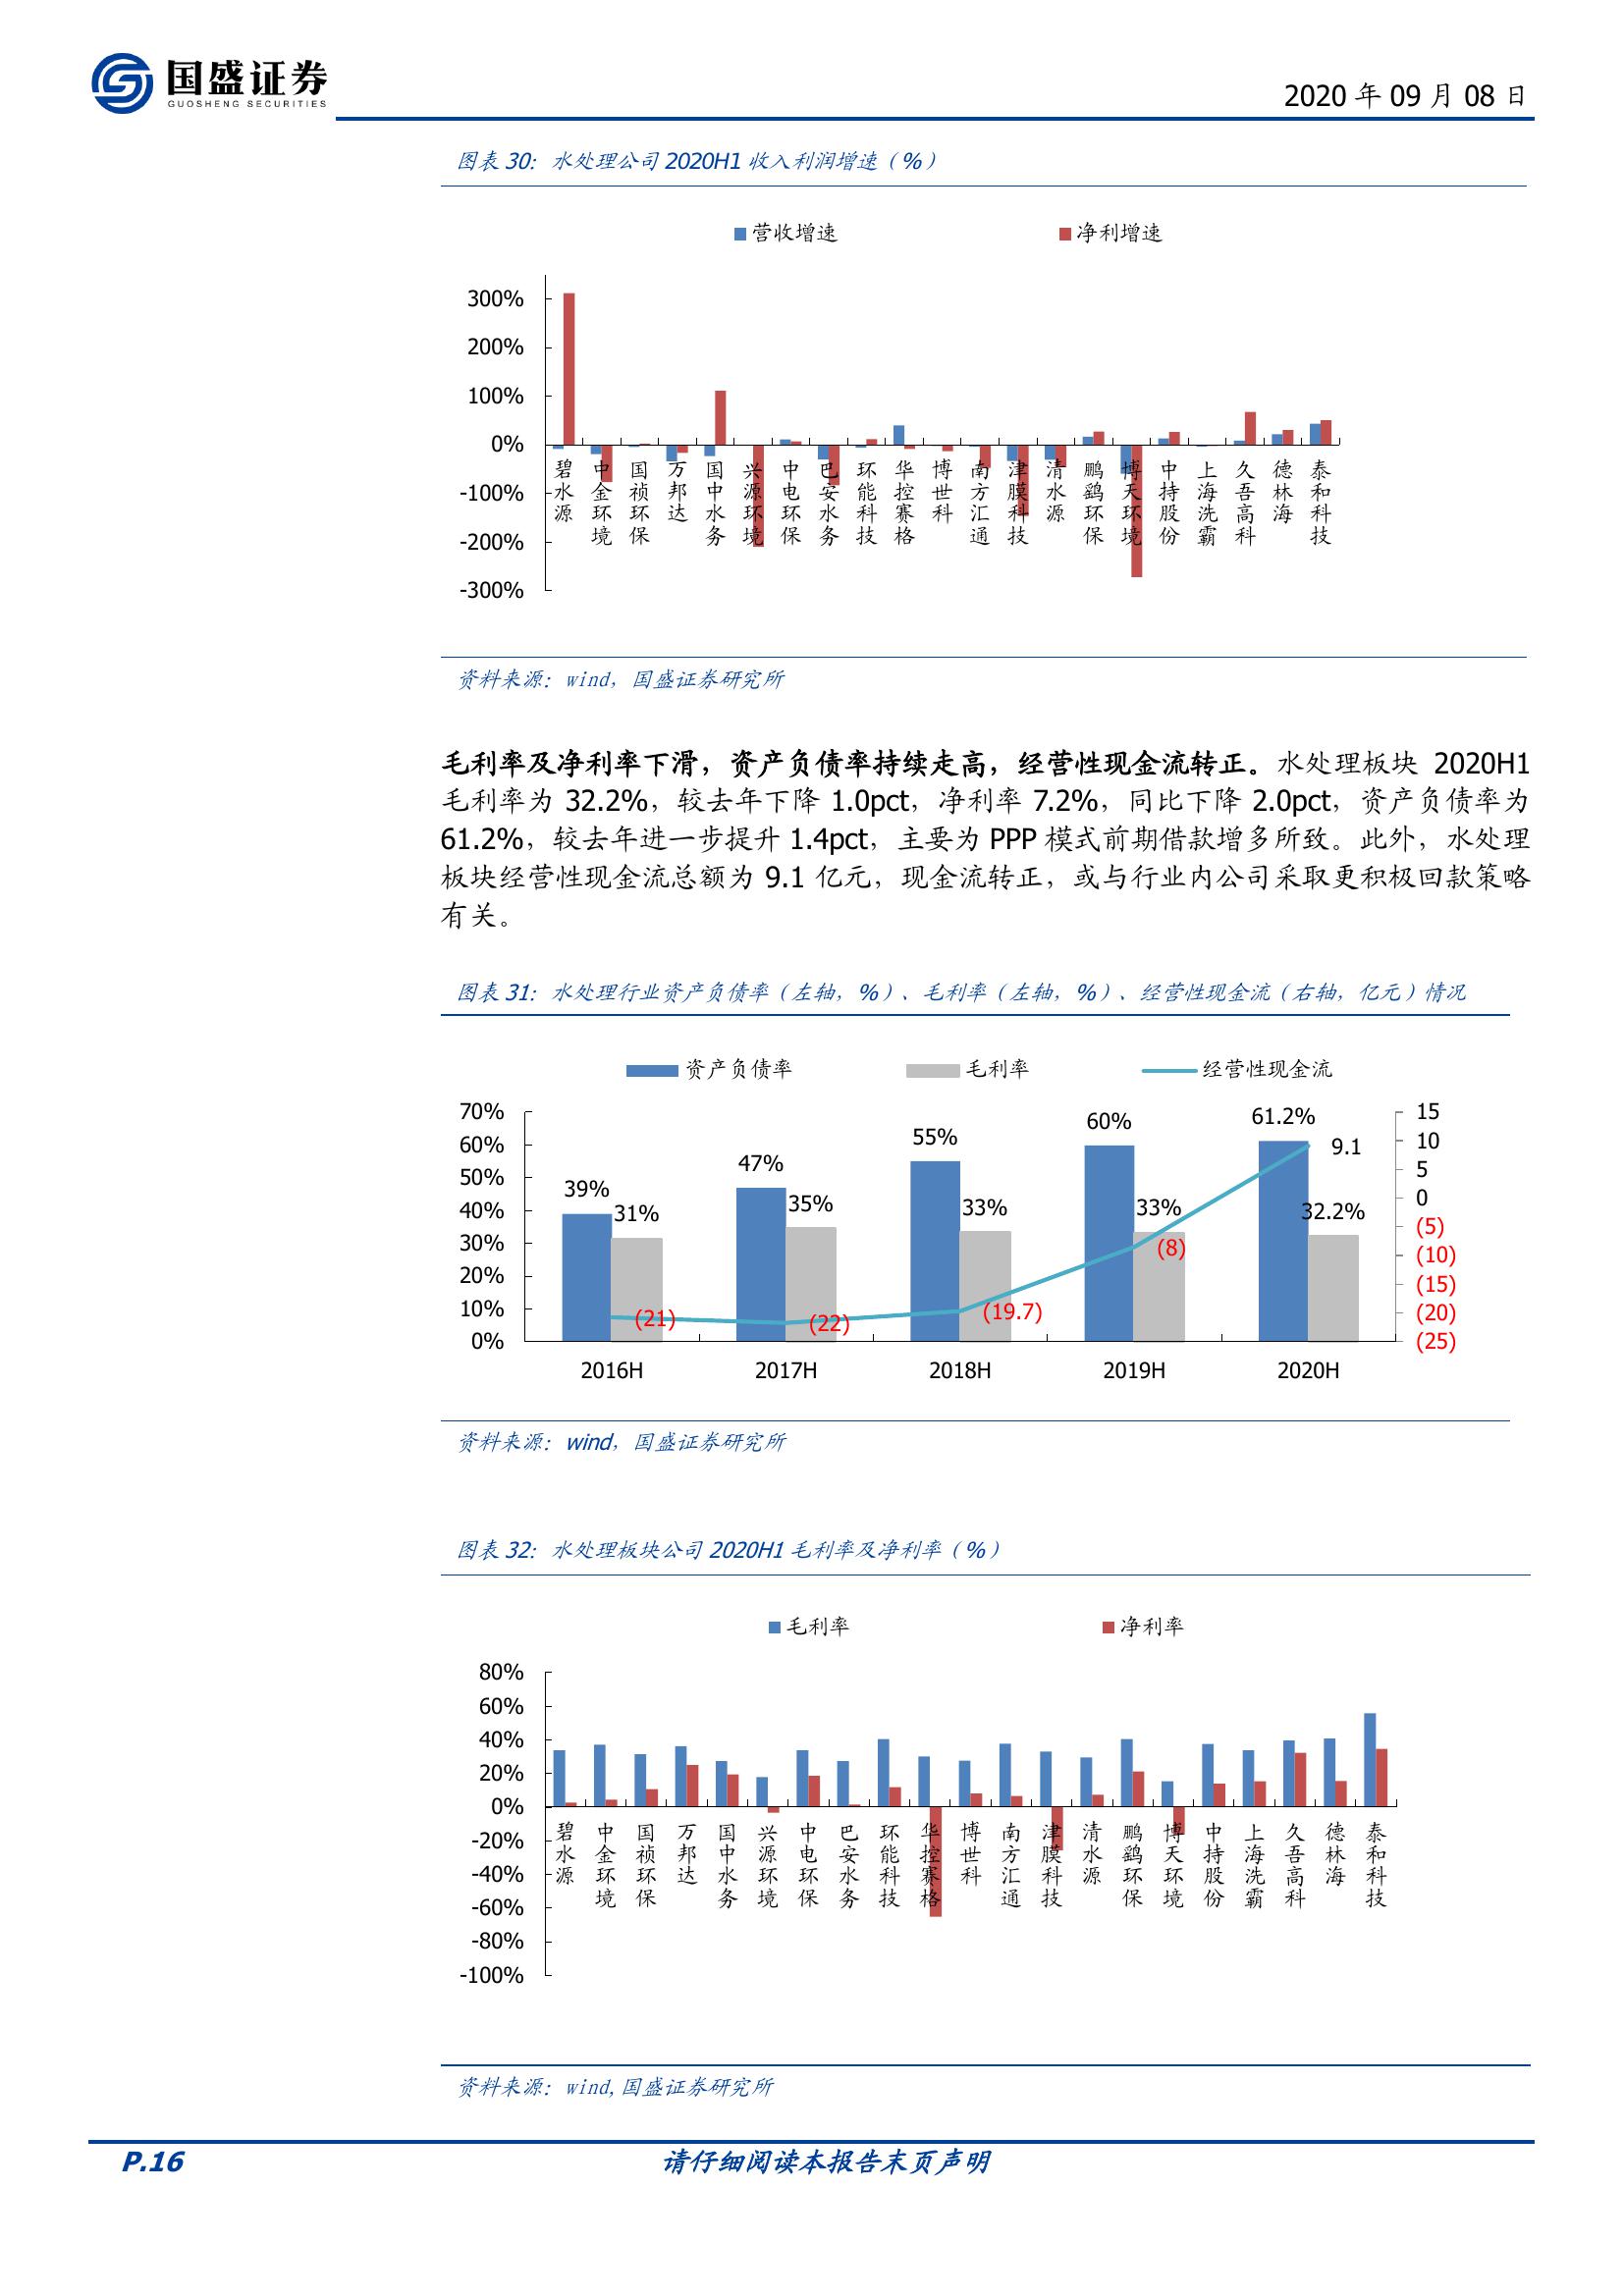 国盛证券
GUOSHENG SECURITIES
2020 年 09 月 08 日
图表 30: 水处理公司 2020H1 收入利润增速（%）
营收增速 净利增速
300%
200%
100%
0%
-100%
-200%
-300%
碧水源 中金环境 国祯环保 万邦达 国中水务 兴源环境 中电环保 巴安水务 环能科技 华控赛格 博世科 南方汇通 津膜科技 清水源 鹏鹞环保 博天环境 中持股份 上海洗霸 久吾高科 德林海 泰和科技
资料来源：wind，国盛证券研究所
毛利率及净利率下滑，资产负债率持续走高，经营性现金流转正。水处理板块 2020H1
毛利率为 32.2%，较去年下降 1.0pct，净利率 7.2%，同比下降 2.0pct，资产负债率为
61.2%，较去年进一步提升 1.4pct，主要为 PPP 模式前期借款增多所致。此外，水处理
板块经营性现金流总额为 9.1 亿元，现金流转正，或与行业内公司采取更积极回款策略
有关。
图表 31: 水处理行业资产负债率（左轴，%）、毛利率（左轴，%）、经营性现金流（右轴，亿元）情况
资产负债率 毛利率 经营性现金流
70%
60%
50%
40%
30%
20%
10%
0%
39% 47% 55% 60% 61.2%
31% 35% 33% 33% 32.2%
(21) (22) (19.7) (8) 9.1
15
10
5
0
(5)
(10)
(15)
(20)
(25)
2016H 2017H 2018H 2019H 2020H
资料来源：wind，国盛证券研究所
图表 32: 水处理板块公司 2020H1 毛利率及净利率（%）
毛利率 净利率
80%
60%
40%
20%
0%
-20%
-40%
-60%
-80%
-100%
碧水源 中金环境 国祯环保 万邦达 国中水务 兴源环境 中电环保 巴安水务 环能科技 华控赛格 博世科 南方汇通 津膜科技 清水源 鹏鹞环保 博天环境 中持股份 上海洗霸 久吾高科 德林海 泰和科技
资料来源：wind,国盛证券研究所
P.16 请仔细阅读本报告末页声明